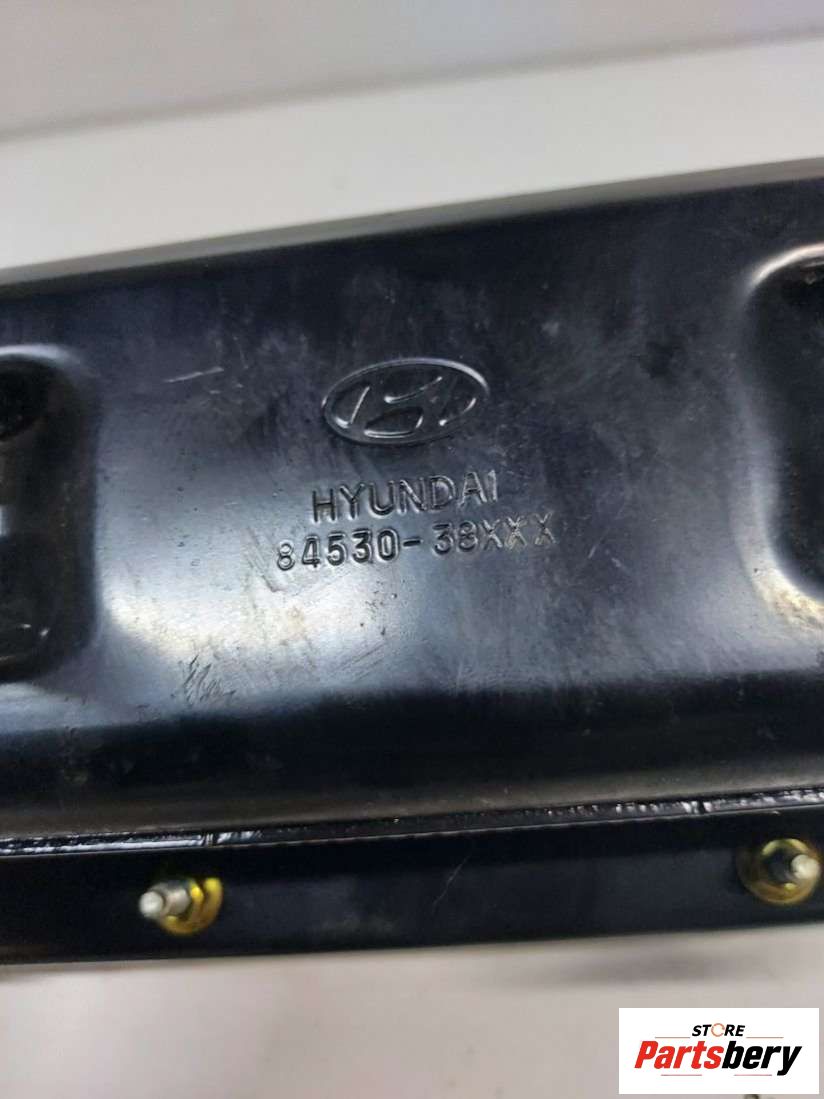 HYUNDAI
84530-38XXX
STORE
Partsbery